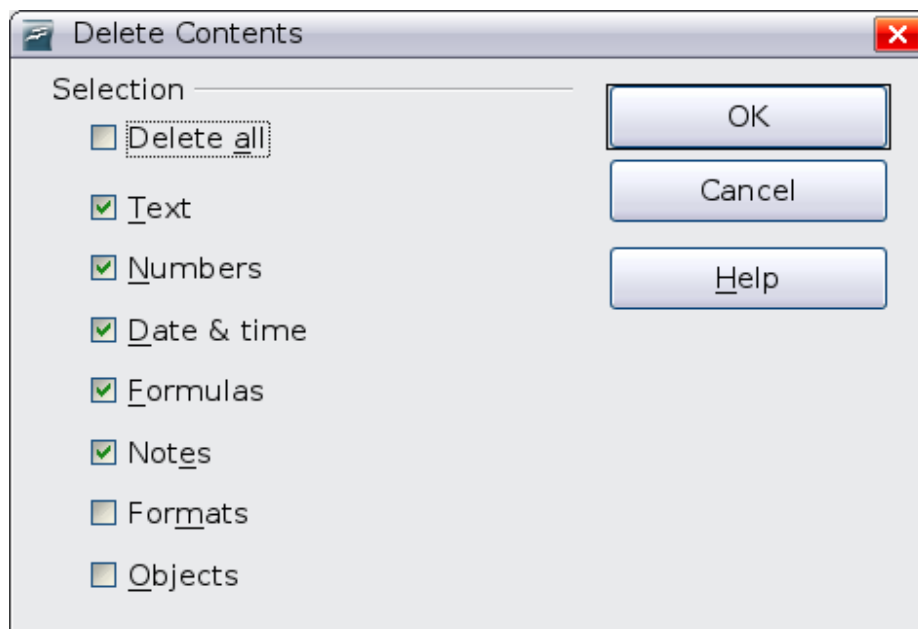 Delete Contents
Selection
Delete all
Text
Numbers
Date & time
Formulas
Notes
Formats
Objects
OK
Cancel
Help